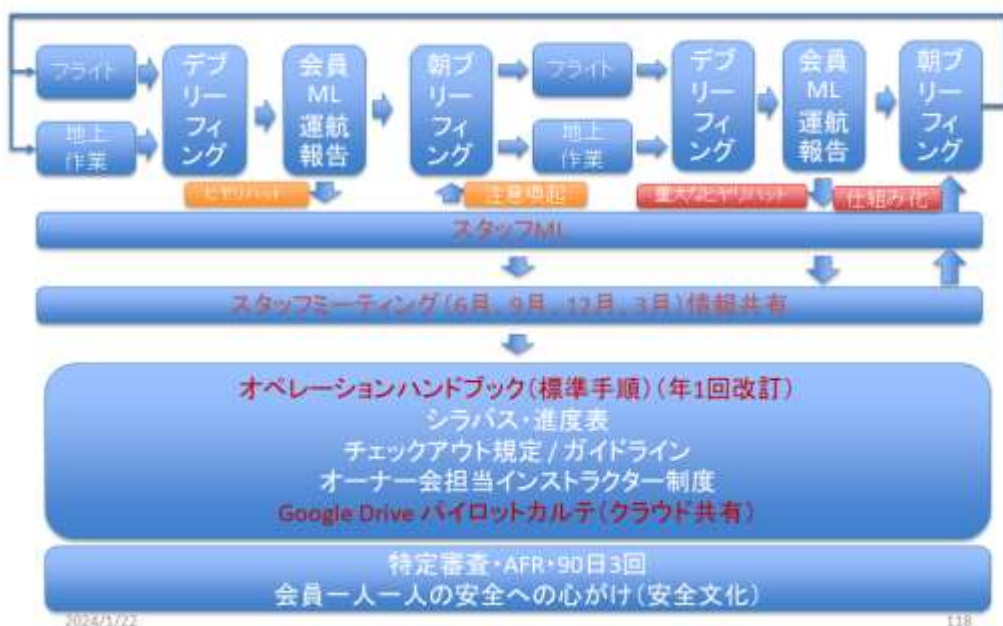 フライト
地上
作業
デブ
リー
フィ
ング
会員
ML
運航
報告
朝ブ
リー
フィ
ング
フライト
地上
作業
デブ
リー
フィ
ング
会員
ML
運航
報告
朝ブ
リー
フィ
ング
ヒヤリハット
注意喚起
重大なヒヤリハット
仕組み化
スタッフML
スタッフミーティング(6月、9月、12月、3月)情報共有
オペレーションハンドブック(標準手順)(年1回改訂)
シラバス・進度表
チェックアウト規定 / ガイドライン
オーナー会担当インストラクター制度
Google Drive パイロットカルテ(クラウド共有)
特定審査・AFR・90日3回
会員一人一人の安全への心がけ(安全文化)
2024/1/22
118